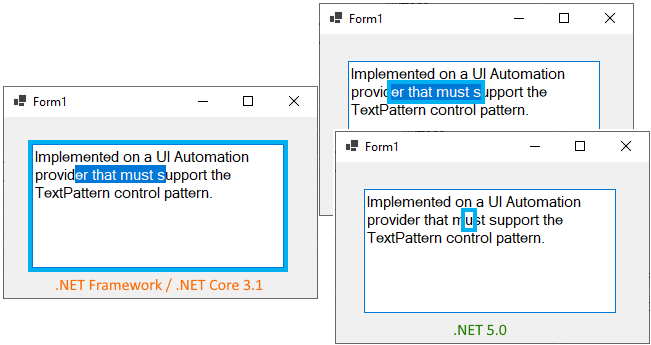 Form1
Implemented on a UI Automation
provider that must support the
TextPattern control pattern.
.NET Framework / .NET Core 3.1
Form1
Implemented on a UI Automation
provider that must support the
TextPattern control pattern.
Form1
Implemented on a UI Automation
provider that must support the
TextPattern control pattern.
.NET 5.0